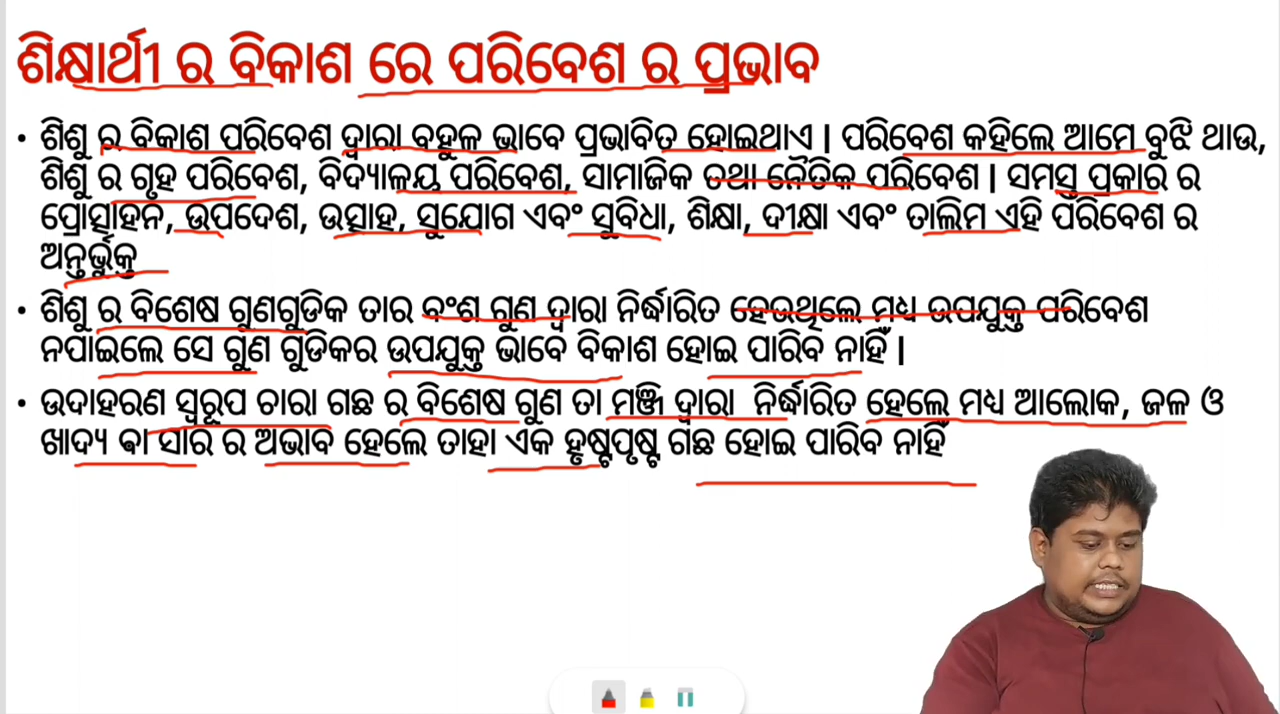 ଶିକ୍ଷାର୍ଥୀ ର ବିକାଶ ରେ ପରିବେଶ ର ପ୍ରଭାବ
• ଶିଶୁ ର ବିକାଶ ପରିବେଶ ଦ୍ୱାରା ବହୁଳ ଭାବେ ପ୍ରଭାବିତ ହୋଇଥାଏ | ପରିବେଶ କହିଲେ ଆମେ ବୁଝି ଥାଉ,
ଶିଶୁ ର ଗୃହ ପରିବେଶ, ବିଦ୍ୟାଳୟ ପରିବେଶ, ସାମାଜିକ ତଥା ନୈତିକ ପରିବେଶ | ସମସ୍ତ ପ୍ରକାର ର
ପ୍ରୋତ୍ସାହନ, ଉପଦେଶ, ଉତ୍ସାହ, ସୁଯୋଗ ଏବଂ ସୁବିଧା, ଶିକ୍ଷା, ଦୀକ୍ଷା ଏବଂ ତାଲିମ ଏହି ପରିବେଶ ର
ଅନ୍ତର୍ଭୁକ୍ତ
• ଶିଶୁ ର ବିଶେଷ ଗୁଣଗୁଡିକ ତାର ବଂଶ ଗୁଣ ଦ୍ୱାରା ନିର୍ଦ୍ଧାରିତ ହେଉଥିଲେ ମଧ୍ୟ ଉପଯୁକ୍ତ ପରିବେଶ
ନପାଇଲେ ସେ ଗୁଣ ଗୁଡିକର ଉପଯୁକ୍ତ ଭାବେ ବିକାଶ ହୋଇ ପାରିବ ନାହିଁ |
• ଉଦାହରଣ ସ୍ୱରୂପ ଚାରା ଗଛ ର ବିଶେଷ ଗୁଣ ତା ମଞ୍ଜି ଦ୍ୱାରା ନିର୍ଦ୍ଧାରିତ ହେଲେ ମଧ୍ୟ ଆଲୋକ, ଜଳ ଓ
ଖାଦ୍ୟ ଵା ସାର ର ଅଭାବ ହେଲେ ତାହା ଏକ ହୃଷ୍ଟପୃଷ୍ଟ ଗଛ ହୋଇ ପାରିବ ନାହିଁ